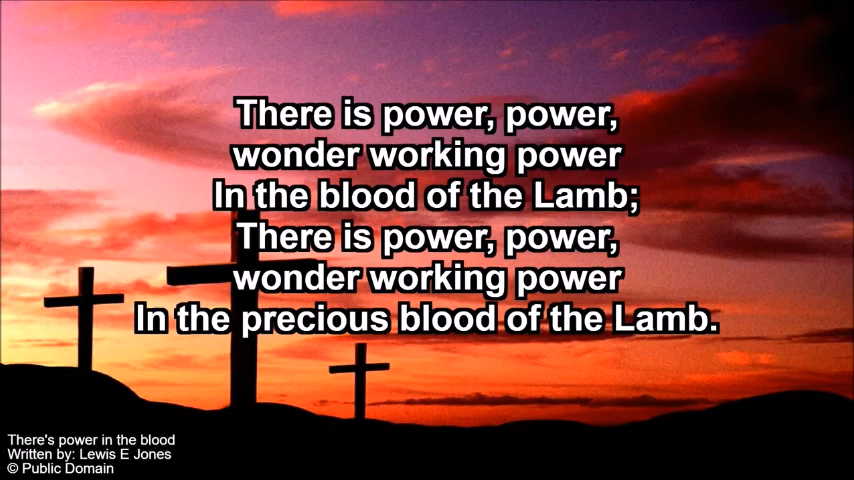 There is power, power,
wonder working power
In the blood of the Lamb;
There is power, power,
wonder working power
In the precious blood of the Lamb.
There's power in the blood
Written by: Lewis E Jones
© Public Domain